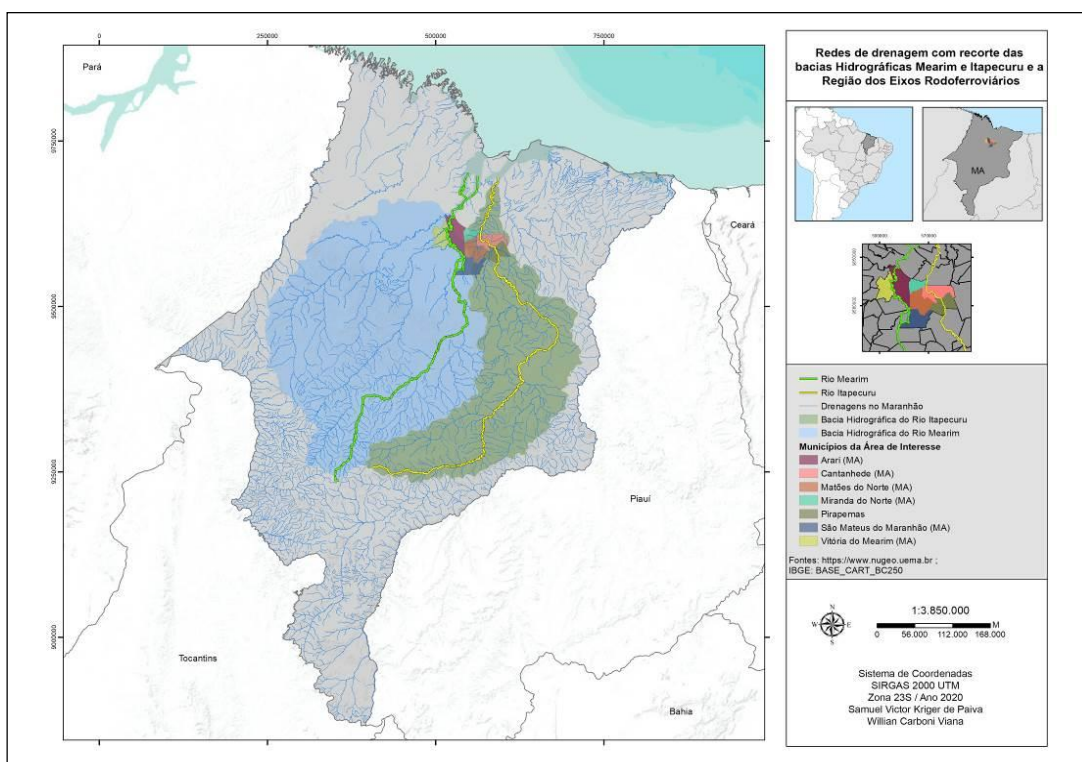 0
250000
500000
750000
9750000
9500000
9250000
9000000
Pará
Ceará
Piauí
Tocantins
Bahia
Redes de drenagem com recorte das
bacias Hidrográficas Mearim e Itapecuru e a
Região dos Eixos Rodoferroviários
MA
Rio Mearim
Rio Itapecuru
Drenagens no Maranhão
Bacia Hidrográfica do Rio Itapecuru
Bacia Hidrográfica do Rio Mearim
Municípios da Área de Interesse
Arari (MA)
Cantanhede (MA)
Matões do Norte (MA)
Miranda do Norte (MA)
Pirapemas
São Mateus do Maranhão (MA)
Vitória do Mearim (MA)
Fontes: https://www.nugeo.uema.br ;
IBGE: BASE_CART_BC250
N
W E
S
1:3.850.000
M
0 56.000 112.000 168.000
Sistema de Coordenadas
SIRGAS 2000 UTM
Zona 23S / Ano 2020
Samuel Victor Kriger de Paiva
Willian Carboni Viana